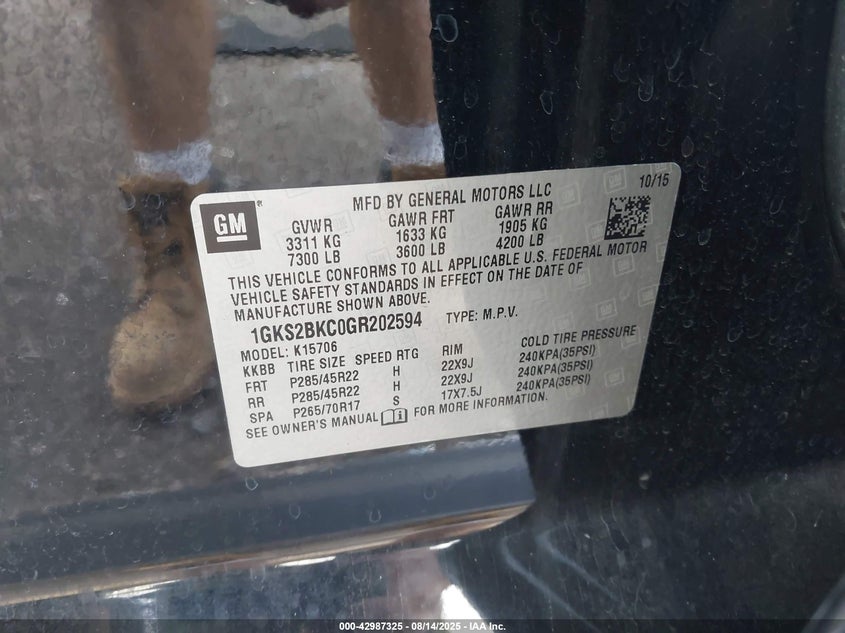 GM
MFD BY GENERAL MOTORS LLC
10/15
GVWR GAWR FRT GAWR RR
3311 KG 1633 KG 1905 KG
7300 LB 3600 LB 4200 LB
THIS VEHICLE CONFORMS TO ALL APPLICABLE U.S. FEDERAL MOTOR
VEHICLE SAFETY STANDARDS IN EFFECT ON THE DATE OF
MANUFACTURE SHOWN ABOVE.
1GKS2BKC0GR202594 TYPE: M.P.V.
MODEL: K15706
KKBB TIRE SIZE SPEED RTG RIM COLD TIRE PRESSURE
FRT P285/45R22 H 22X9J 240KPA(35PSI)
RR P285/45R22 H 22X9J 240KPA(35PSI)
SPA P265/70R17 S 17X7.5J 240KPA(35PSI)
SEE OWNER'S MANUAL FOR MORE INFORMATION.
000-42987325 - 08/14/2025 - IAA, Inc.